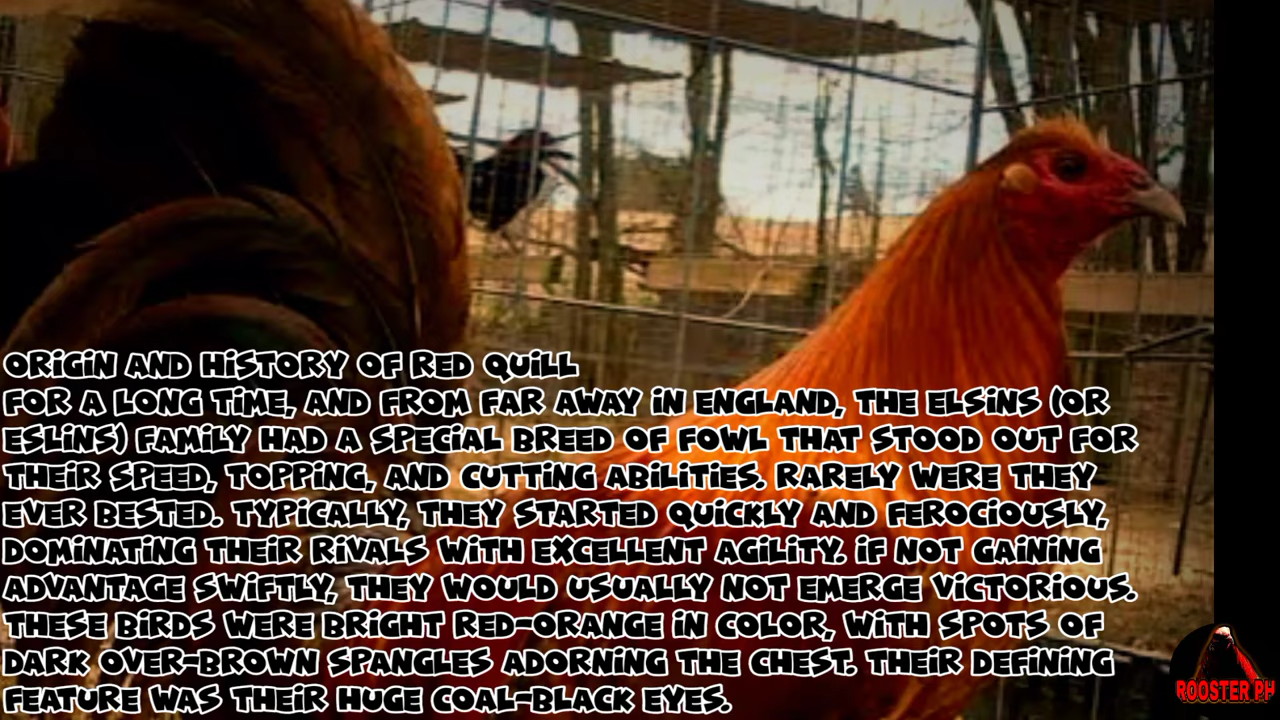 ORIGIN AND HISTORY OF RED QUILL
FOR A LONG TIME, AND FROM FAR AWAY IN ENGLAND, THE ELSINS (OR
ESLINS) FAMILY HAD A SPECIAL BREED OF FOWL THAT STOOD OUT FOR
THEIR SPEED, TOPPING, AND CUTTING ABILITIES. RARELY WERE THEY
EVER BESTED. TYPICALLY, THEY STARTED QUICKLY AND FEROCIOUSLY,
DOMINATING THEIR RIVALS WITH EXCELLENT AGILITY. IF NOT GAINING
ADVANTAGE SWIFTLY, THEY WOULD USUALLY NOT EMERGE VICTORIOUS.
THESE BIRDS WERE BRIGHT RED-ORANGE IN COLOR, WITH SPOTS OF
DARK OVER-BROWN SPANGLES ADORNING THE CHEST. THEIR DEFINING
FEATURE WAS THEIR HUGE COAL-BLACK EYES.
ROOSTER PH